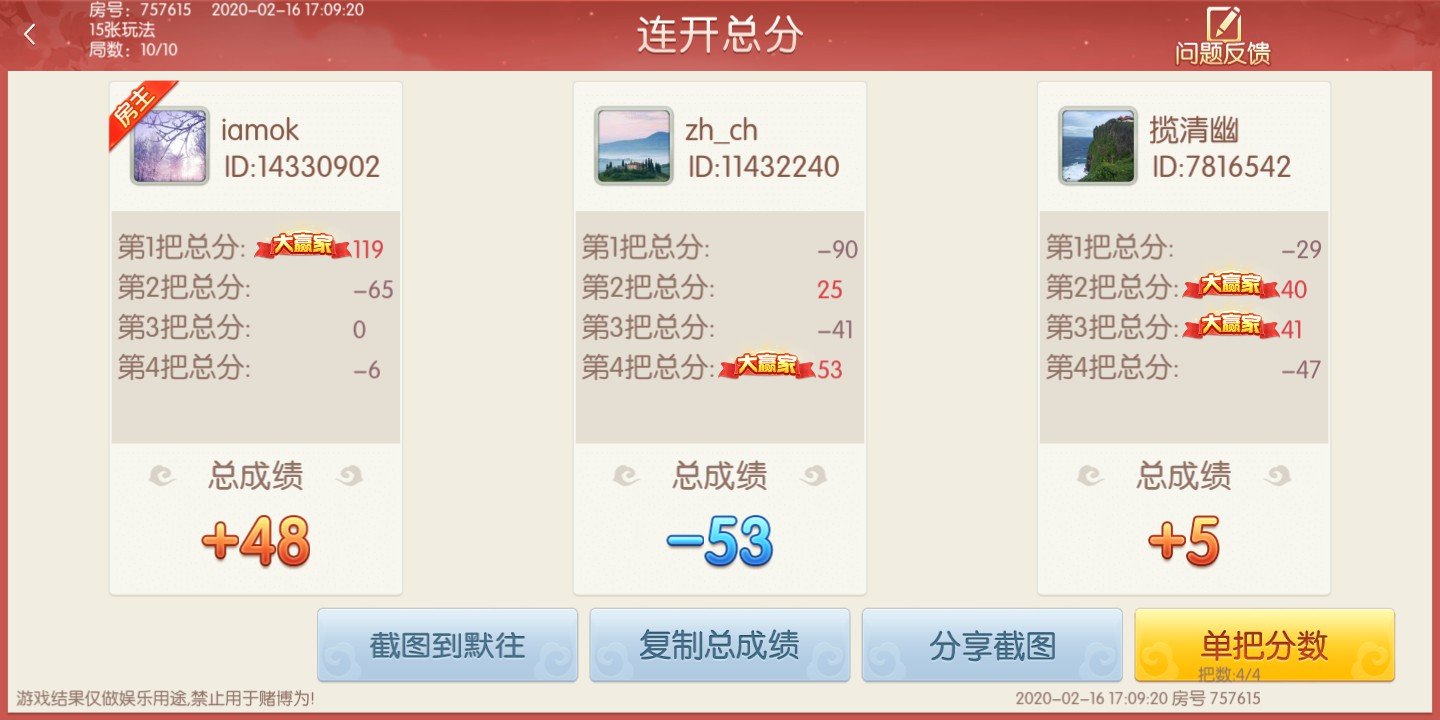 房号：757615 2020-02-16 17:09:20
15张玩法
局数：10/10
连开总分
问题反馈
房主
iamok
ID:14330902
第1把总分: 大赢家 119
第2把总分: -65
第3把总分: 0
第4把总分: -6
总成绩
+48
zh_ch
ID:11432240
第1把总分: -90
第2把总分: 25
第3把总分: -41
第4把总分: 大赢家 53
总成绩
-53
揽清幽
ID:7816542
第1把总分: -29
第2把总分: 大赢家 40
第3把总分: 大赢家 41
第4把总分: -47
总成绩
+5
截图到默往
复制总成绩
分享截图
单把分数
把数:4/4
游戏结果仅做娱乐用途,禁止用于赌博为!
2020-02-16 17:09:20 房号 757615